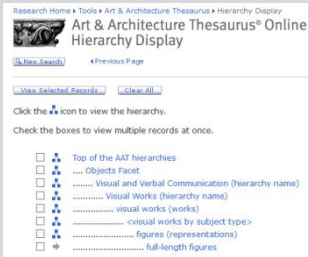 Research Home ▸ Tools ▸ Art & Architecture Thesaurus ▸ Hierarchy Display
Art & Architecture Thesaurus® Online
Hierarchy Display
New Search
Previous Page
View Selected Records
Clear All
Click the icon to view the hierarchy.
Check the boxes to view multiple records at once.
Top of the AAT hierarchies
.... Objects Facet
........ Visual and Verbal Communication (hierarchy name)
............ Visual Works (hierarchy name)
................ visual works (works)
.................... <visual works by subject type>
........................ figures (representations)
............................ full-length figures